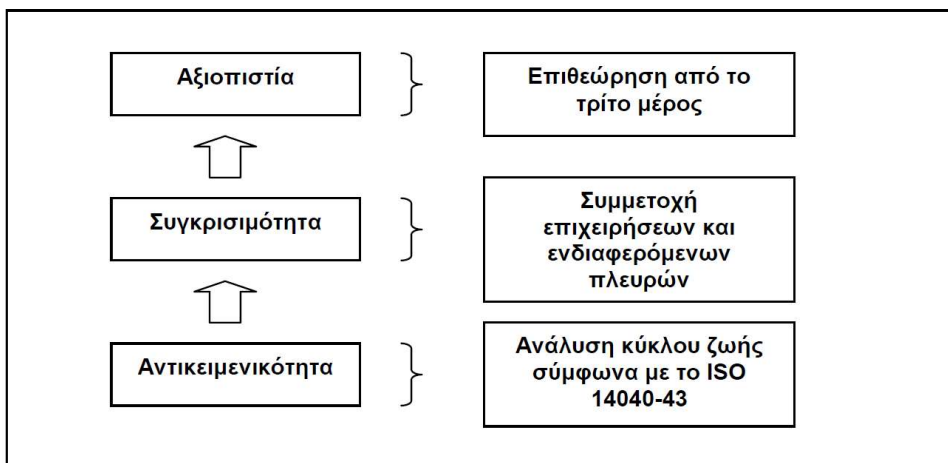 Αξιοπιστία
Επιθεώρηση από το
τρίτο μέρος
Συγκρισιμότητα
Συμμετοχή
επιχειρήσεων και
ενδιαφερόμενων
πλευρών
Αντικειμενικότητα
Ανάλυση κύκλου ζωής
σύμφωνα με το ISO
14040-43